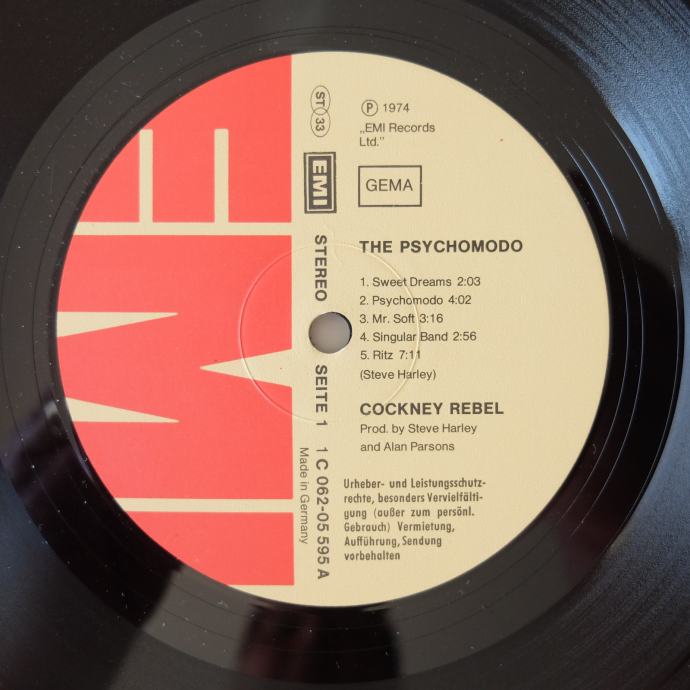 EMI
ST 33
EMI
STEREO SEITE 1 1 C 062-05 595 A
Made in Germany
Ⓟ 1974
„EMI Records
Ltd.”
GEMA
THE PSYCHOMODO
1. Sweet Dreams 2:03
2. Psychomodo 4:02
3. Mr. Soft 3:16
4. Singular Band 2:56
5. Ritz 7:11
(Steve Harley)
COCKNEY REBEL
Prod. by Steve Harley
and Alan Parsons
Urheber- und Leistungsschutz-
rechte, besonders Vervielfälti-
gung (außer zum persönl.
Gebrauch) Vermietung,
Aufführung, Sendung
vorbehalten